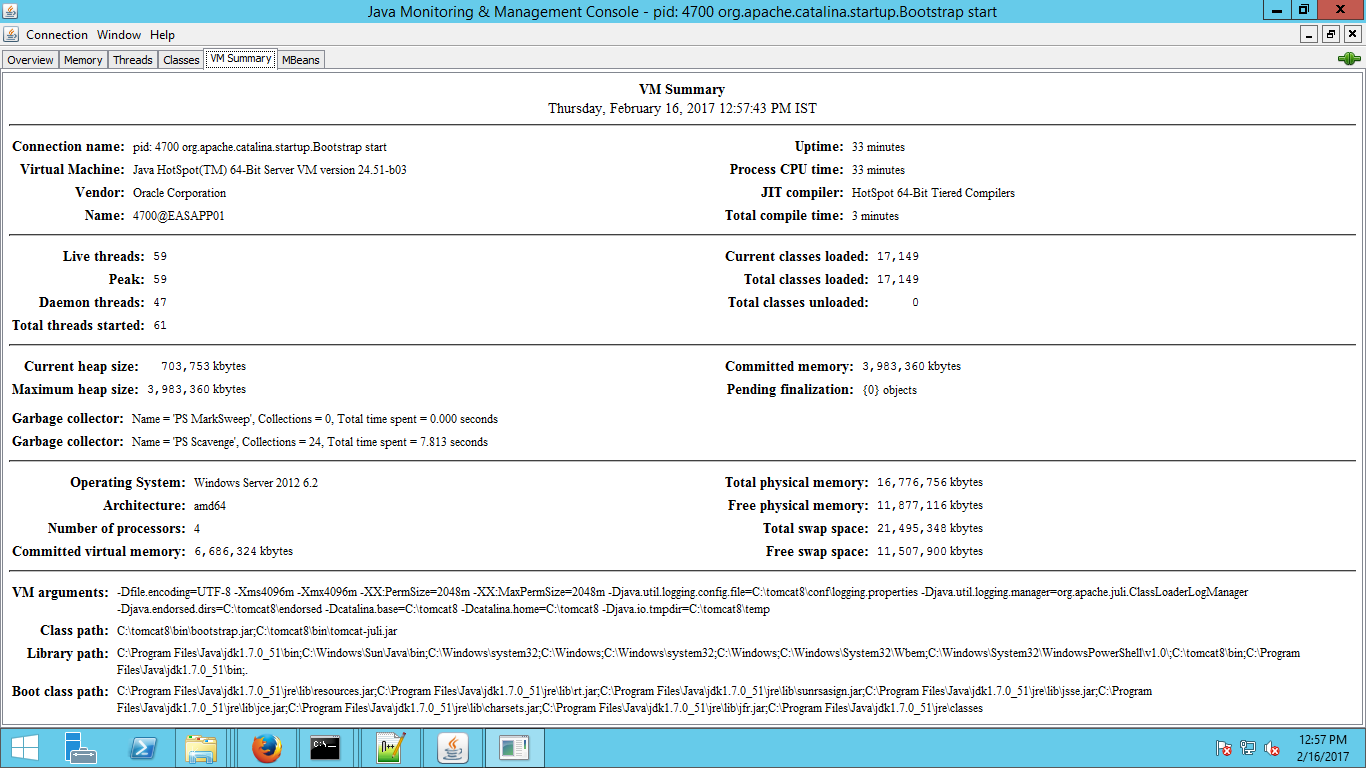 Java Monitoring & Management Console - pid: 4700 org.apache.catalina.startup.Bootstrap start
Connection Window Help
Overview Memory Threads Classes VM Summary MBeans
VM Summary
Thursday, February 16, 2017 12:57:43 PM IST
Connection name: pid: 4700 org.apache.catalina.startup.Bootstrap start Uptime: 33 minutes
Virtual Machine: Java HotSpot(TM) 64-Bit Server VM version 24.51-b03 Process CPU time: 33 minutes
Vendor: Oracle Corporation JIT compiler: HotSpot 64-Bit Tiered Compilers
Name: 4700@EASAPP01 Total compile time: 3 minutes
Live threads: 59 Current classes loaded: 17,149
Peak: 59 Total classes loaded: 17,149
Daemon threads: 47 Total classes unloaded: 0
Total threads started: 61
Current heap size: 703,753 kbytes Committed memory: 3,983,360 kbytes
Maximum heap size: 3,983,360 kbytes Pending finalization: {0} objects
Garbage collector: Name = 'PS MarkSweep', Collections = 0, Total time spent = 0.000 seconds
Garbage collector: Name = 'PS Scavenge', Collections = 24, Total time spent = 7.813 seconds
Operating System: Windows Server 2012 6.2 Total physical memory: 16,776,756 kbytes
Architecture: amd64 Free physical memory: 11,877,116 kbytes
Number of processors: 4 Total swap space: 21,495,348 kbytes
Committed virtual memory: 6,686,324 kbytes Free swap space: 11,507,900 kbytes
VM arguments: -Dfile.encoding=UTF-8 -Xms4096m -Xmx4096m -XX:PermSize=2048m -XX:MaxPermSize=2048m -Djava.util.logging.config.file=C:\tomcat8\conf\logging.properties -Djava.util.logging.manager=org.apache.juli.ClassLoaderLogManager
-Djava.endorsed.dirs=C:\tomcat8\endorsed -Dcatalina.base=C:\tomcat8 -Dcatalina.home=C:\tomcat8 -Djava.io.tmpdir=C:\tomcat8\temp
Class path: C:\tomcat8\bin\bootstrap.jar;C:\tomcat8\bin\tomcat-juli.jar
Library path: C:\Program Files\Java\jdk1.7.0_51\bin;C:\Windows\Sun\Java\bin;C:\Windows\system32;C:\Windows;C:\Windows\system32;C:\Windows;C:\Windows\System32\Wbem;C:\Windows\System32\WindowsPowerShell\v1.0\;C:\tomcat8\bin;C:\Program
Files\Java\jdk1.7.0_51\bin;.
Boot class path: C:\Program Files\Java\jdk1.7.0_51\jre\lib\resources.jar;C:\Program Files\Java\jdk1.7.0_51\jre\lib\rt.jar;C:\Program Files\Java\jdk1.7.0_51\jre\lib\sunrsasign.jar;C:\Program Files\Java\jdk1.7.0_51\jre\lib\jsse.jar;C:\Program
Files\Java\jdk1.7.0_51\jre\lib\jce.jar;C:\Program Files\Java\jdk1.7.0_51\jre\lib\charsets.jar;C:\Program Files\Java\jdk1.7.0_51\jre\lib\jfr.jar;C:\Program Files\Java\jdk1.7.0_51\jre\classes
12:57 PM
2/16/2017